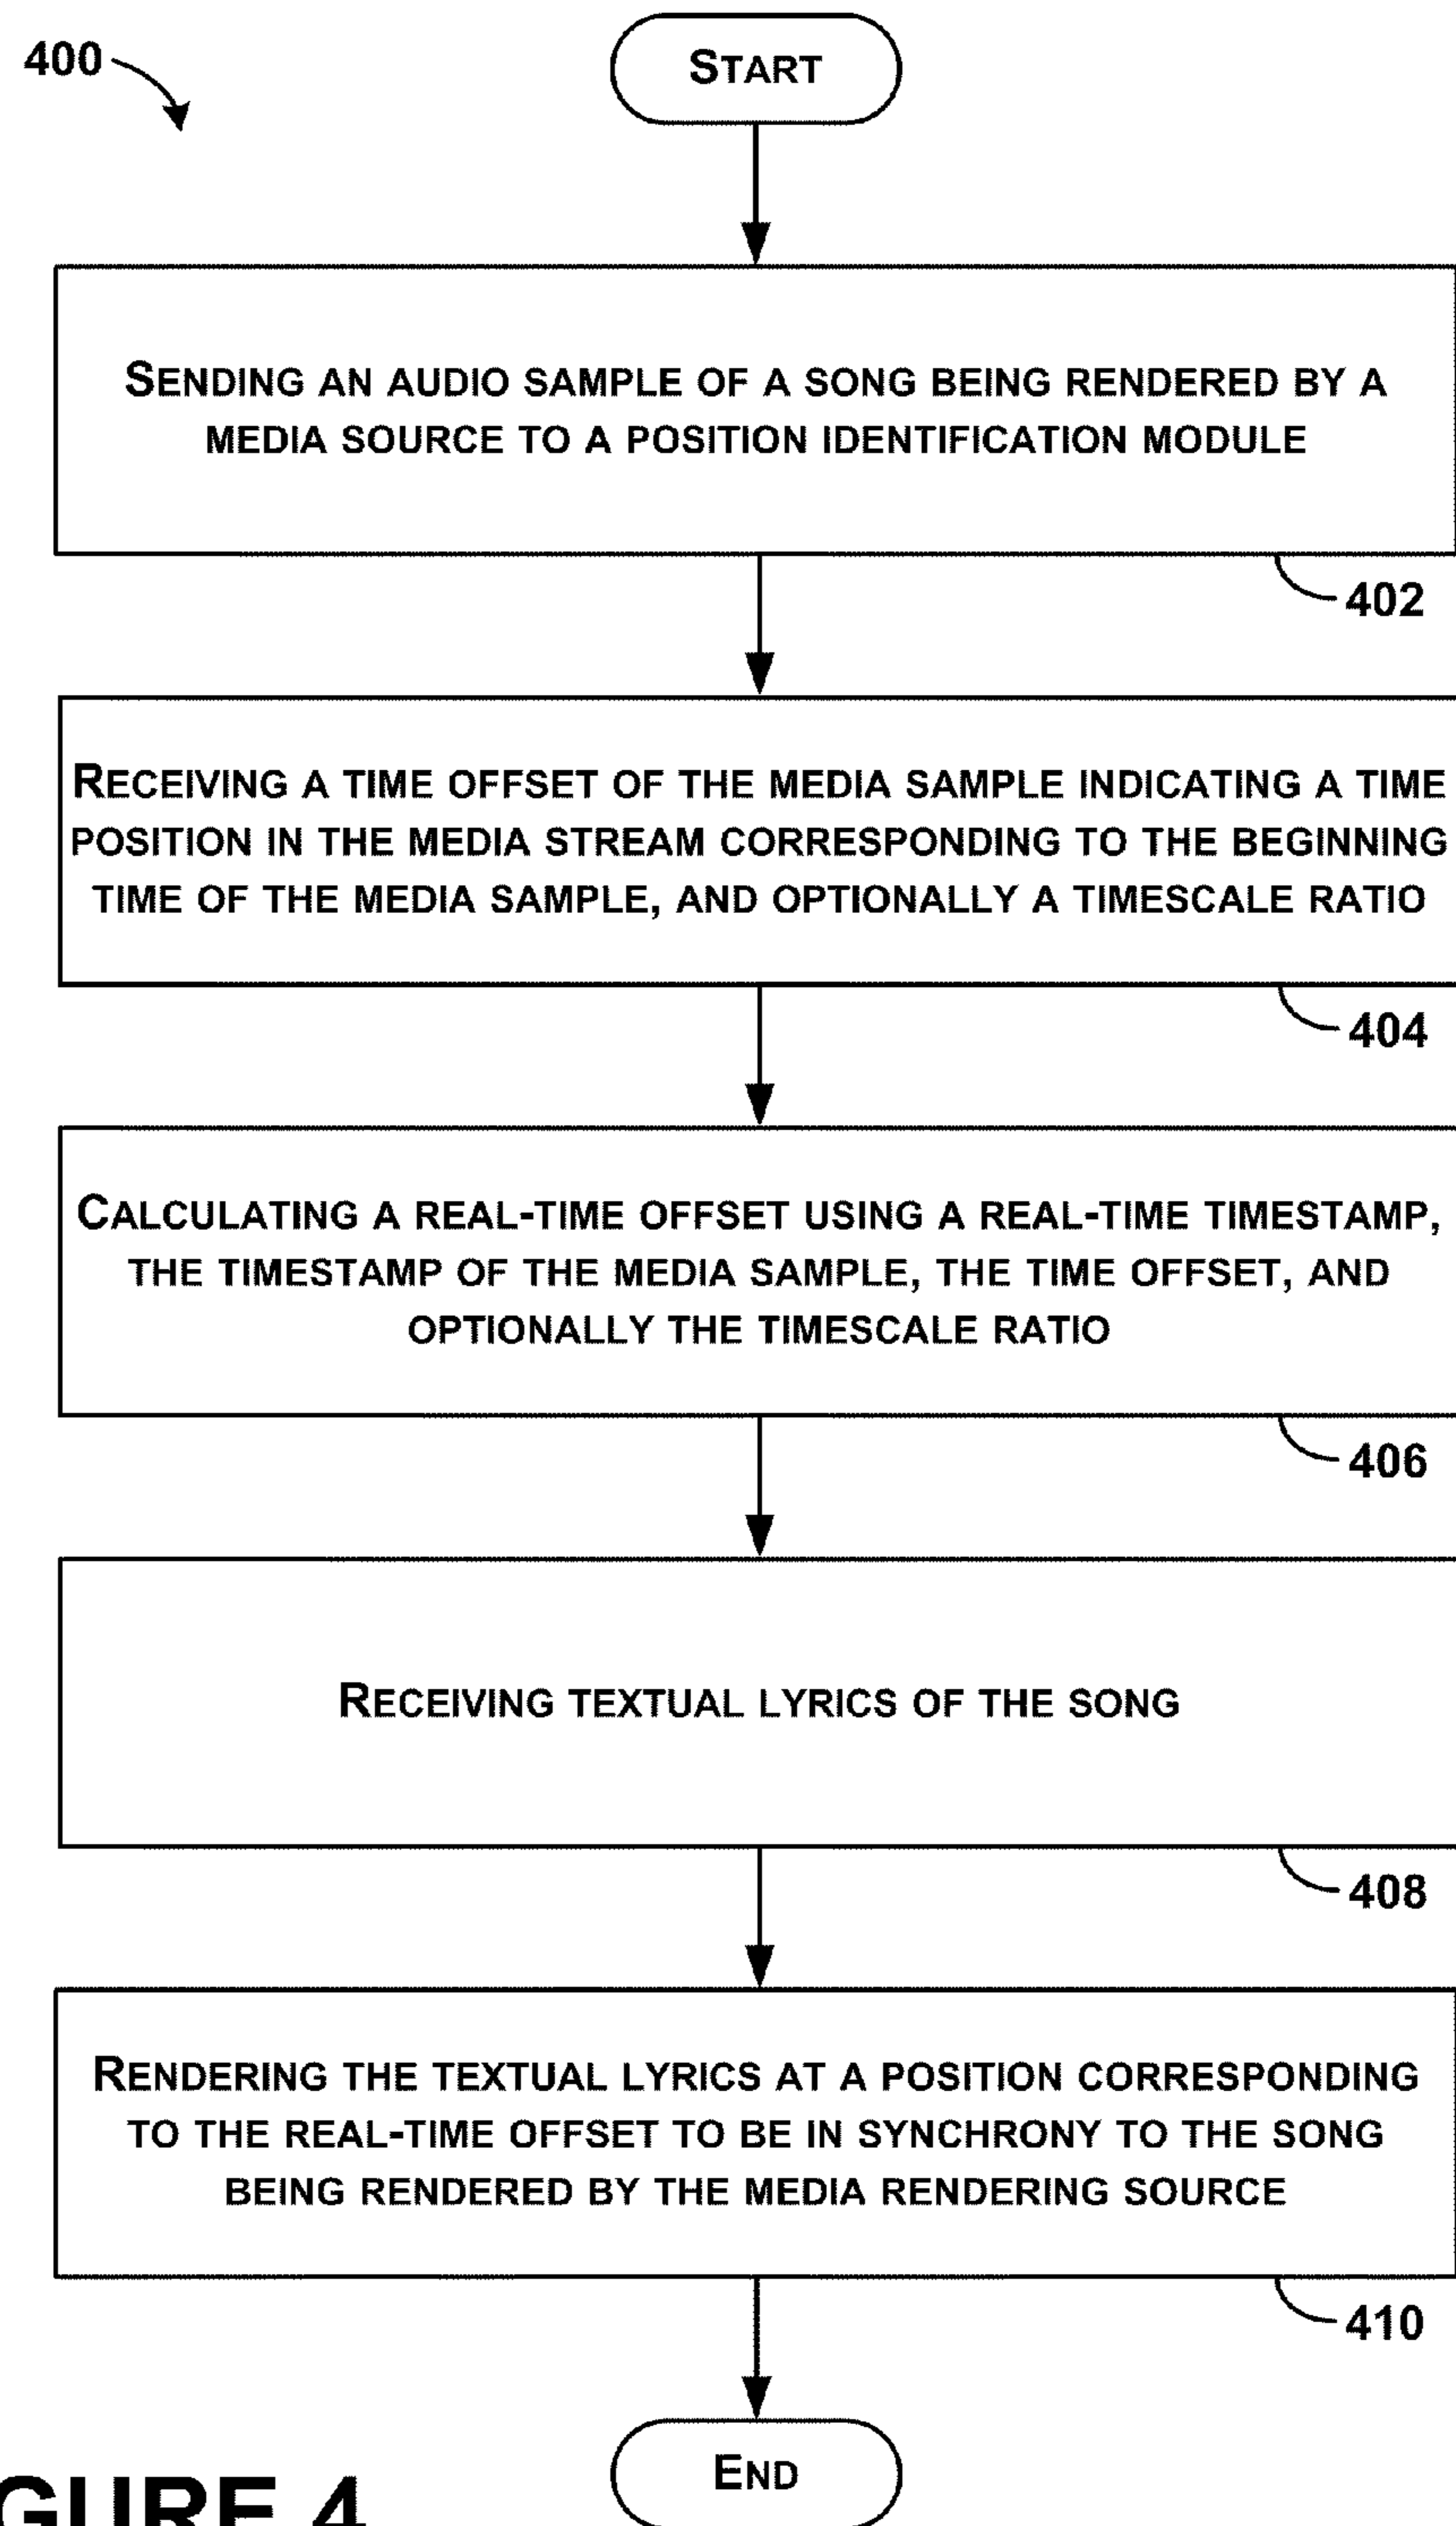 400
START
SENDING AN AUDIO SAMPLE OF A SONG BEING RENDERED BY A
MEDIA SOURCE TO A POSITION IDENTIFICATION MODULE
402
RECEIVING A TIME OFFSET OF THE MEDIA SAMPLE INDICATING A TIME
POSITION IN THE MEDIA STREAM CORRESPONDING TO THE BEGINNING
TIME OF THE MEDIA SAMPLE, AND OPTIONALLY A TIMESCALE RATIO
404
CALCULATING A REAL-TIME OFFSET USING A REAL-TIME TIMESTAMP,
THE TIMESTAMP OF THE MEDIA SAMPLE, THE TIME OFFSET, AND
OPTIONALLY THE TIMESCALE RATIO
406
RECEIVING TEXTUAL LYRICS OF THE SONG
408
RENDERING THE TEXTUAL LYRICS AT A POSITION CORRESPONDING
TO THE REAL-TIME OFFSET TO BE IN SYNCHRONY TO THE SONG
BEING RENDERED BY THE MEDIA RENDERING SOURCE
410
END
GURE 4